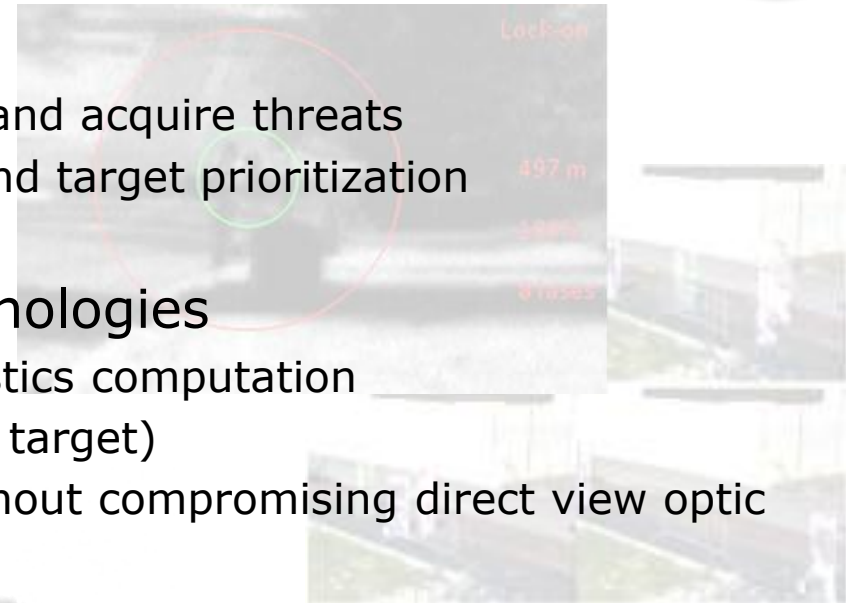 Lock-on
and acquire threats
nd target prioritization
497 m
nologies
stics computation
target)
hout compromising direct view optic